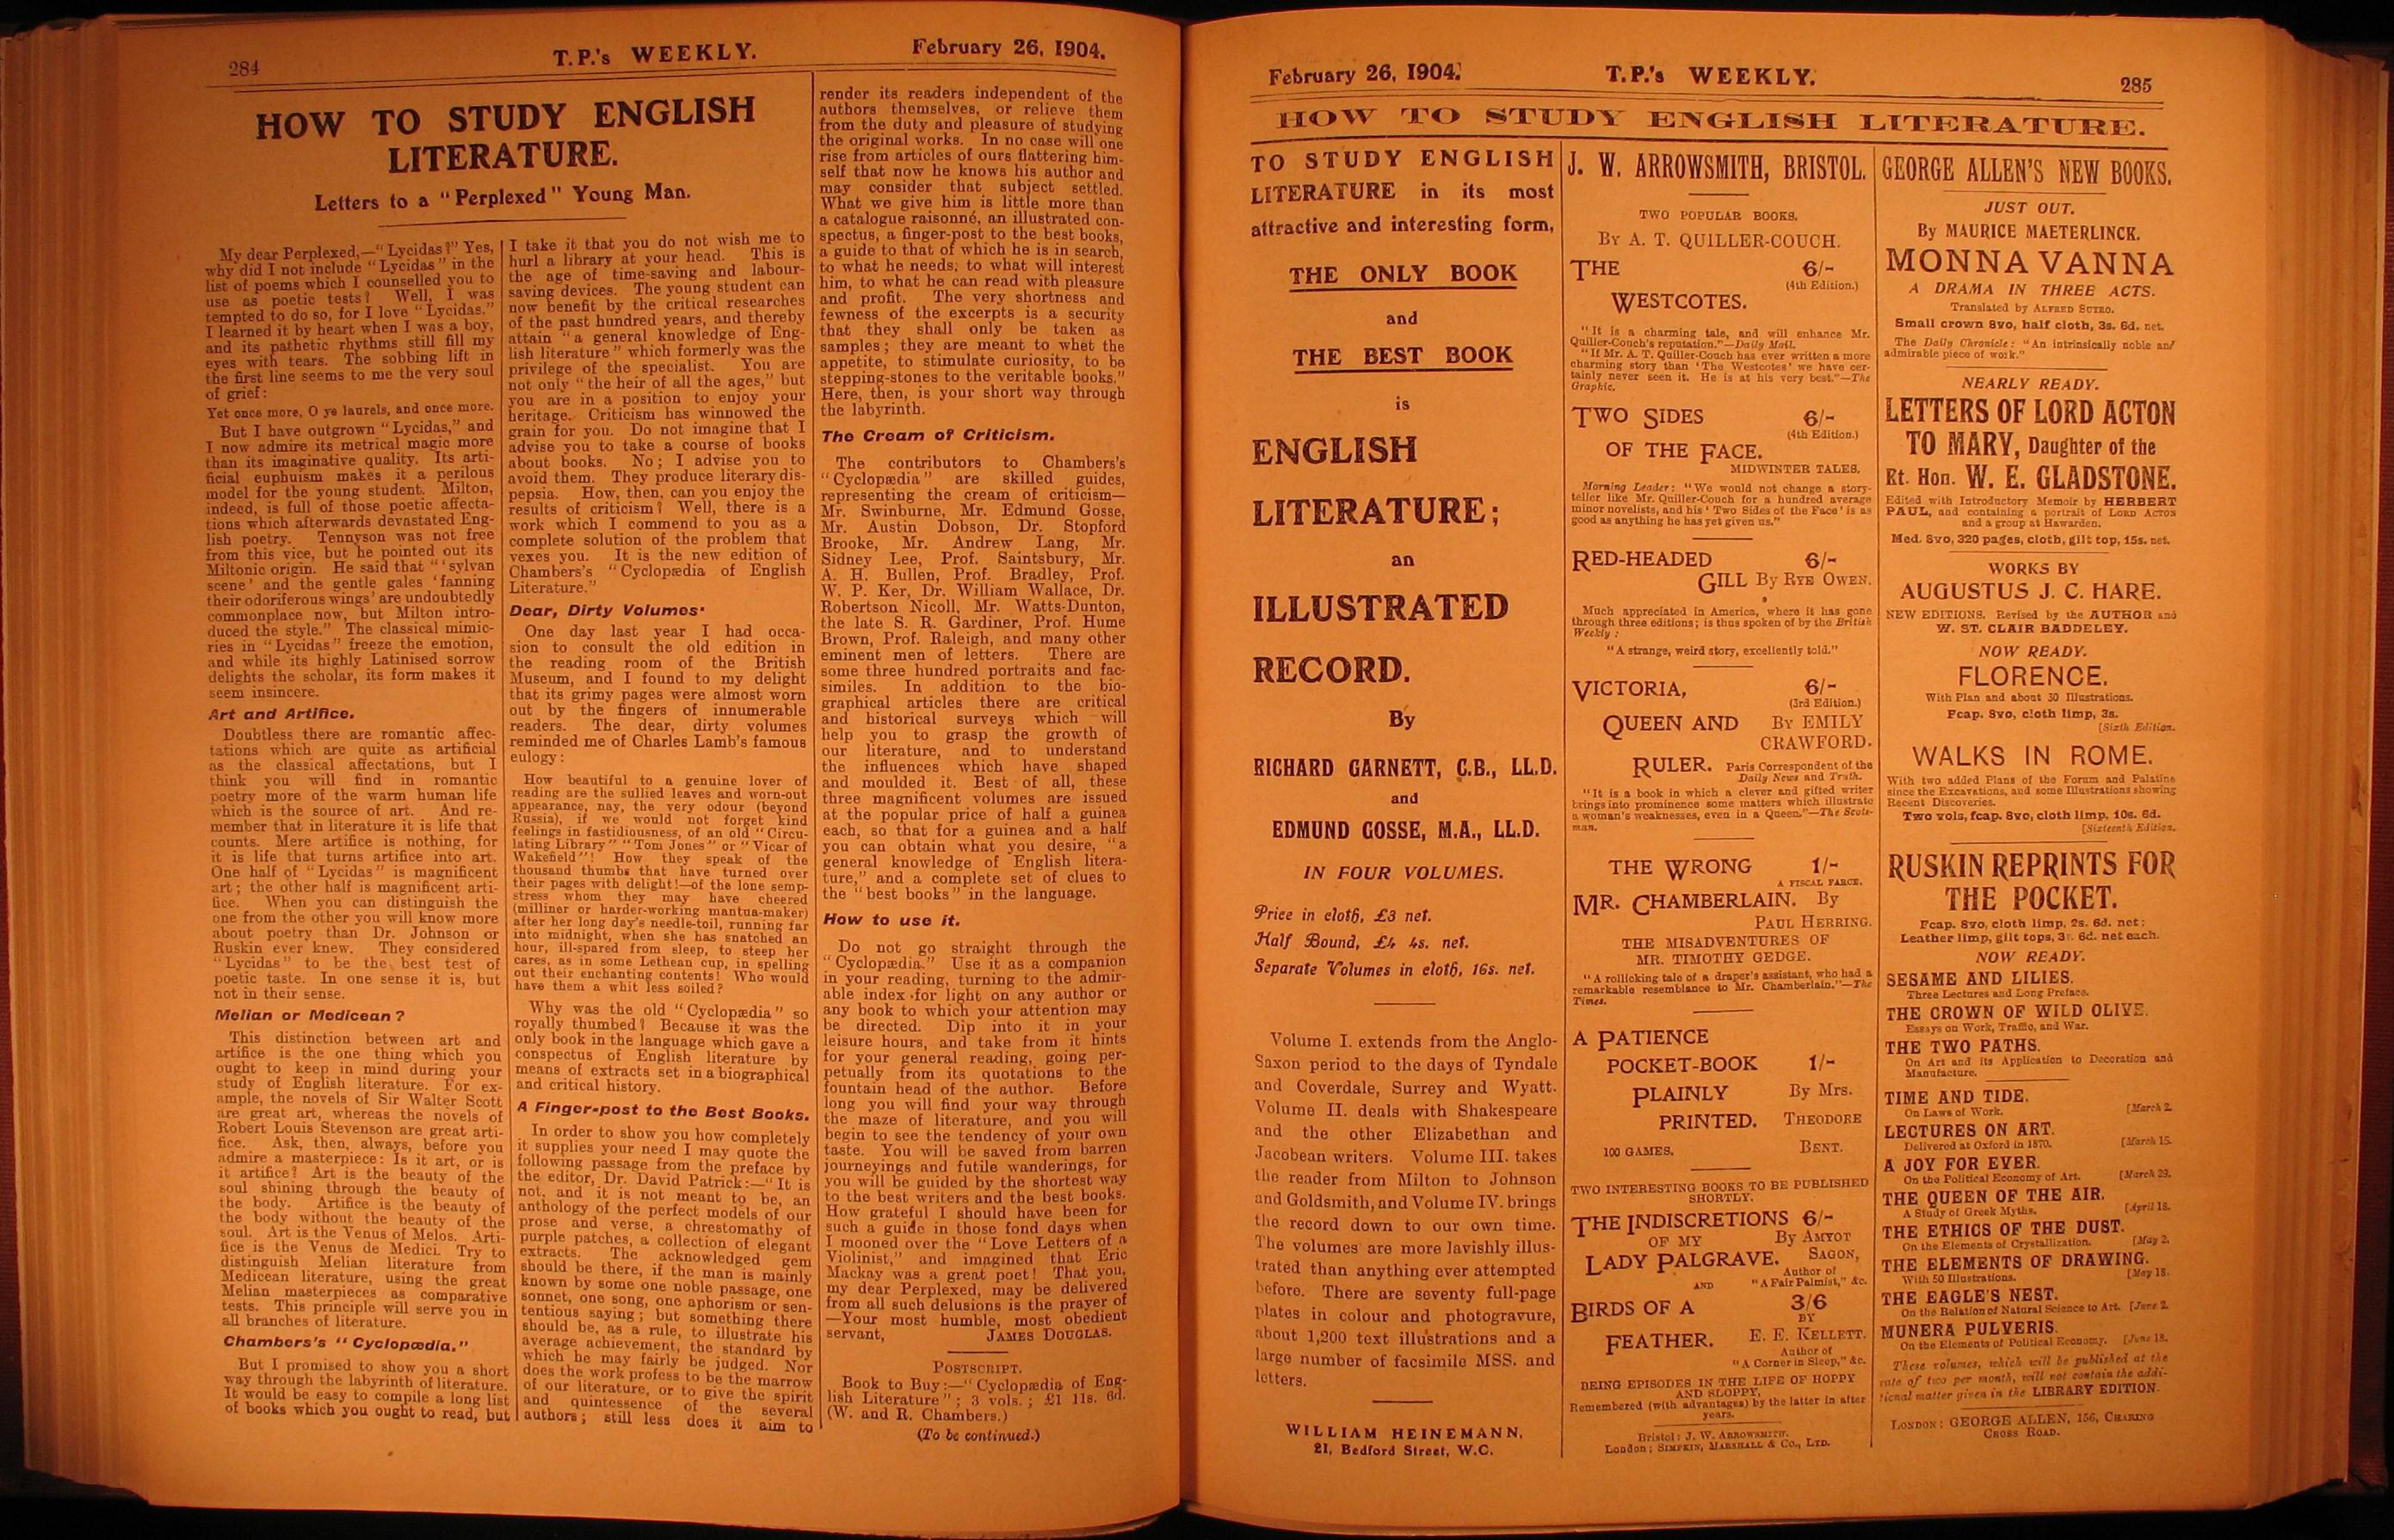 284
T.P.'s WEEKLY.
February 26, 1904.
HOW TO STUDY ENGLISH
LITERATURE.
Letters to a "Perplexed" Young Man.
My dear Perplexed,—"Lycidas?" Yes,
why did I not include "Lycidas" in the
list of poems which I counselled you to
use as poetic tests? Well, I was
tempted to do so, for I love "Lycidas."
I learned it by heart when I was a boy,
and its pathetic rhythms still fill my
eyes with tears. The sobbing lift in
the first line seems to me the very soul
of grief:
Yet once more, O ye laurels, and once more.
But I have outgrown "Lycidas," and
I now admire its metrical magic more
than its imaginative quality. Its arti-
ficial euphuism makes it a perilous
model for the young student. Milton,
indeed, is full of those poetic affecta-
tions which afterwards devastated Eng-
lish poetry. Tennyson was not free
from this vice, but he pointed out its
Miltonic origin. He said that "'sylvan
scene' and the gentle gales 'fanning
their odoriferous wings' are undoubtedly
commonplace now, but Milton intro-
duced the style." The classical mimic-
ries in "Lycidas" freeze the emotion,
and while its highly Latinised sorrow
delights the scholar, its form makes it
seem insincere.
Art and Artifice.
Doubtless there are romantic affec-
tations which are quite as artificial
as the classical affectations, but I
think you will find in romantic
poetry more of the warm human life
which is the source of art. And re-
member that in literature it is life that
counts. Mere artifice is nothing, for
it is life that turns artifice into art.
One half of "Lycidas" is magnificent
art; the other half is magnificent arti-
fice. When you can distinguish the
one from the other you will know more
about poetry than Dr. Johnson or
Ruskin ever knew. They considered
"Lycidas" to be the best test of
poetic taste. In one sense it is, but
not in their sense.
Melian or Medicean?
This distinction between art and
artifice is the one thing which you
ought to keep in mind during your
study of English literature. For ex-
ample, the novels of Sir Walter Scott
are great art, whereas the novels of
Robert Louis Stevenson are great arti-
fice. Ask, then, always, before you
admire a masterpiece: Is it art, or is
it artifice? Art is the beauty of the
soul shining through the beauty of
the body. Artifice is the beauty of
the body without the beauty of the
soul. Art is the Venus of Melos. Arti-
fice is the Venus de Medici. Try to
distinguish Melian literature from
Medicean literature, using the great
Melian masterpieces as comparative
tests. This principle will serve you in
all branches of literature.
Chambers's "Cyclopædia."
But I promised to show you a short
way through the labyrinth of literature.
It would be easy to compile a long list
of books which you ought to read, but
I take it that you do not wish me to
hurl a library at your head. This is
the age of time-saving and labour-
saving devices. The young student can
now benefit by the critical researches
of the past hundred years, and thereby
attain "a general knowledge of Eng-
lish literature" which formerly was the
privilege of the specialist. You are
not only "the heir of all the ages," but
you are in a position to enjoy your
heritage. Criticism has winnowed the
grain for you. Do not imagine that I
advise you to take a course of books
about books. No; I advise you to
avoid them. They produce literary dis-
pepsia. How, then, can you enjoy the
results of criticism? Well, there is a
work which I commend to you as a
complete solution of the problem that
vexes you. It is the new edition of
Chambers's "Cyclopædia of English
Literature."
Dear, Dirty Volumes.
One day last year I had occa-
sion to consult the old edition in
the reading room of the British
Museum, and I found to my delight
that its grimy pages were almost worn
out by the fingers of innumerable
readers. The dear, dirty volumes
reminded me of Charles Lamb's famous
eulogy:
How beautiful to a genuine lover of
reading are the sullied leaves and worn-out
appearance, nay, the very odour (beyond
Russia), if we would not forget kind
feelings in fastidiousness, of an old "Circu-
lating Library" "Tom Jones" or "Vicar of
Wakefield"! How they speak of the
thousand thumbs that have turned over
their pages with delight!—of the lone semp-
stress whom they may have cheered
(milliner or harder-working mantua-maker)
after her long day's needle-toil, running far
into midnight, when she has snatched an
hour, ill-spared from sleep, to steep her
cares, as in some Lethean cup, in spelling
out their enchanting contents! Who would
have them a whit less soiled?
Why was the old "Cyclopædia" so
royally thumbed? Because it was the
only book in the language which gave a
conspectus of English literature by
means of extracts set in a biographical
and critical history.
A Finger-post to the Best Books.
In order to show you how completely
it supplies your need I may quote the
following passage from the preface by
the editor, Dr. David Patrick:—"It is
not, and it is not meant to be, an
anthology of the perfect models of our
prose and verse, a chrestomathy of
purple patches, a collection of elegant
extracts. The acknowledged gem
should be there, if the man is mainly
known by some one noble passage, one
sonnet, one song, one aphorism or sen-
tentious saying; but something there
should be, as a rule, to illustrate his
average achievement, the standard by
which he may fairly be judged. Nor
does the work profess to be the marrow
of our literature, or to give the spirit
and quintessence of the several
authors; still less does it aim to
render its readers independent of the
authors themselves, or relieve them
from the duty and pleasure of studying
the original works. In no case will one
rise from articles of ours flattering him-
self that now he knows his author and
may consider that subject settled.
What we give him is little more than
a catalogue raisonné, an illustrated con-
spectus, a finger-post to the best books,
a guide to that of which he is in search,
to what he needs, to what will interest
him, to what he can read with pleasure
and profit. The very shortness and
fewness of the excerpts is a security
that they shall only be taken as
samples; they are meant to whet the
appetite, to stimulate curiosity, to be
stepping-stones to the veritable books."
Here, then, is your short way through
the labyrinth.
The Cream of Criticism.
The contributors to Chambers's
"Cyclopædia" are skilled guides,
representing the cream of criticism—
Mr. Swinburne, Mr. Edmund Gosse,
Mr. Austin Dobson, Dr. Stopford
Brooke, Mr. Andrew Lang, Mr.
Sidney Lee, Prof. Saintsbury, Mr.
A. H. Bullen, Prof. Bradley, Prof.
W. P. Ker, Dr. William Wallace, Dr.
Robertson Nicoll, Mr. Watts-Dunton,
the late S. R. Gardiner, Prof. Hume
Brown, Prof. Raleigh, and many other
eminent men of letters. There are
some three hundred portraits and fac-
similes. In addition to the bio-
graphical articles there are critical
and historical surveys which will
help you to grasp the growth of
our literature, and to understand
the influences which have shaped
and moulded it. Best of all, these
three magnificent volumes are issued
at the popular price of half a guinea
each, so that for a guinea and a half
you can obtain what you desire, "a
general knowledge of English litera-
ture," and a complete set of clues to
the "best books" in the language.
How to use it.
Do not go straight through the
"Cyclopædia." Use it as a companion
in your reading, turning to the admir-
able index for light on any author or
any book to which your attention may
be directed. Dip into it in your
leisure hours, and take from it hints
for your general reading, going per-
petually from its quotations to the
fountain head of the author. Before
long you will find your way through
the maze of literature, and you will
begin to see the tendency of your own
taste. You will be saved from barren
journeyings and futile wanderings, for
you will be guided by the shortest way
to the best writers and the best books.
How grateful I should have been for
such a guide in those fond days when
I mooned over the "Love Letters of a
Violinist," and imagined that Eric
Mackay was a great poet! That you,
my dear Perplexed, may be delivered
from all such delusions is the prayer of
—Your most humble, most obedient
servant, JAMES DOUGLAS.
POSTSCRIPT.
Book to Buy:—"Cyclopædia of Eng-
lish Literature"; 3 vols.; £1 11s. 6d.
(W. and R. Chambers.)
(To be continued.)
February 26, 1904.
T.P.'s WEEKLY.
285
HOW TO STUDY ENGLISH LITERATURE.
TO STUDY ENGLISH
LITERATURE in its most
attractive and interesting form,
THE ONLY BOOK
and
THE BEST BOOK
is
ENGLISH
LITERATURE;
an
ILLUSTRATED
RECORD.
By
RICHARD GARNETT, C.B., LL.D.
and
EDMUND GOSSE, M.A., LL.D.
IN FOUR VOLUMES.
Price in cloth, £3 net.
Half Bound, £4 4s. net.
Separate Volumes in cloth, 16s. net.
Volume I. extends from the Anglo-
Saxon period to the days of Tyndale
and Coverdale, Surrey and Wyatt.
Volume II. deals with Shakespeare
and the other Elizabethan and
Jacobean writers. Volume III. takes
the reader from Milton to Johnson
and Goldsmith, and Volume IV. brings
the record down to our own time.
The volumes are more lavishly illus-
trated than anything ever attempted
before. There are seventy full-page
plates in colour and photogravure,
about 1,200 text illustrations and a
large number of facsimile MSS. and
letters.
WILLIAM HEINEMANN,
21, Bedford Street, W.C.
J. W. ARROWSMITH, BRISTOL.
TWO POPULAR BOOKS.
BY A. T. QUILLER-COUCH.
THE 6/-
(4th Edition.)
WESTCOTES.
"It is a charming tale, and will enhance Mr.
Quiller-Couch's reputation."—Daily Mail.
"If Mr. A. T. Quiller-Couch has ever written a more
charming story than 'The Westcotes' we have cer-
tainly never seen it. He is at his very best."—The
Graphic.
TWO SIDES 6/-
(4th Edition.)
OF THE FACE.
MIDWINTER TALES.
Morning Leader: "We would not change a story-
teller like Mr. Quiller-Couch for a hundred average
minor novelists, and his 'Two Sides of the Face' is as
good as anything he has yet given us."
RED-HEADED 6/-
GILL By RYE OWEN.
Much appreciated in America, where it has gone
through three editions; is thus spoken of by the British
Weekly:
"A strange, weird story, excellently told."
VICTORIA, 6/-
(3rd Edition.)
QUEEN AND BY EMILY
CRAWFORD.
RULER. Paris Correspondent of the
Daily News and Truth.
"It is a book in which a clever and gifted writer
brings into prominence some matters which illustrate
a woman's weaknesses, even in a Queen."—The Scots-
man.
THE WRONG 1/-
A FISCAL FARCE.
MR. CHAMBERLAIN. By
PAUL HERRING.
THE MISADVENTURES OF
MR. TIMOTHY GEDGE.
"A rollicking tale of a draper's assistant, who had a
remarkable resemblance to Mr. Chamberlain."—The
Times.
A PATIENCE
POCKET-BOOK 1/-
PLAINLY By MRS.
PRINTED. THEODORE
100 GAMES. BENT.
TWO INTERESTING BOOKS TO BE PUBLISHED
SHORTLY.
THE INDISCRETIONS 6/-
OF MY By AMYOT
LADY PALGRAVE. SAGON,
Author of
AND "A Fair Palmist," &c.
BIRDS OF A 3/6
BY
FEATHER. E. E. KELLETT.
Author of
"A Corner in Sleep," &c.
BEING EPISODES IN THE LIFE OF HOPPY
AND SLOPPY,
Remembered (with advantages) by the latter in after
years.
Bristol: J. W. ARROWSMITH.
London: SIMPKIN, MARSHALL & Co., LTD.
GEORGE ALLEN'S NEW BOOKS.
JUST OUT.
By MAURICE MAETERLINCK.
MONNA VANNA
A DRAMA IN THREE ACTS.
Translated by ALFRED SUTRO.
Small crown 8vo, half cloth, 3s. 6d. net.
The Daily Chronicle: "An intrinsically noble and
admirable piece of work."
NEARLY READY.
LETTERS OF LORD ACTON
TO MARY, Daughter of the
Rt. Hon. W. E. GLADSTONE.
Edited with Introductory Memoir by HERBERT
PAUL, and containing a portrait of LORD ACTON
and a group at Hawarden.
Med. 8vo, 320 pages, cloth, gilt top, 15s. net.
WORKS BY
AUGUSTUS J. C. HARE.
NEW EDITIONS. Revised by the AUTHOR and
W. ST. CLAIR BADDELEY.
NOW READY.
FLORENCE.
With Plan and about 30 Illustrations.
Fcap. 8vo, cloth limp, 3s.
[Sixth Edition.
WALKS IN ROME.
With two added Plans of the Forum and Palatine
since the Excavations, and some Illustrations showing
Recent Discoveries.
Two vols, fcap. 8vo, cloth limp, 10s. 6d.
[Sixteenth Edition.
RUSKIN REPRINTS FOR
THE POCKET.
Fcap. 8vo, cloth limp, 2s. 6d. net:
Leather limp, gilt tops, 3s. 6d. net each.
NOW READY.
SESAME AND LILIES.
Three Lectures and Long Preface.
THE CROWN OF WILD OLIVE.
Essays on Work, Traffic, and War.
THE TWO PATHS.
On Art and its Application to Decoration and
Manufacture.
TIME AND TIDE.
On Laws of Work. [March 2.
LECTURES ON ART.
Delivered at Oxford in 1870. [March 15.
A JOY FOR EVER.
On the Political Economy of Art. [March 29.
THE QUEEN OF THE AIR.
A Study of Greek Myths. [April 18.
THE ETHICS OF THE DUST.
On the Elements of Crystallization. [May 2.
THE ELEMENTS OF DRAWING.
With 50 Illustrations. [May 18.
THE EAGLE'S NEST.
On the Relation of Natural Science to Art. [June 2.
MUNERA PULVERIS.
On the Elements of Political Economy. [June 18.
These volumes, which will be published at the
rate of two per month, will not contain the addi-
tional matter given in the LIBRARY EDITION.
LONDON: GEORGE ALLEN, 156, CHARING
CROSS ROAD.